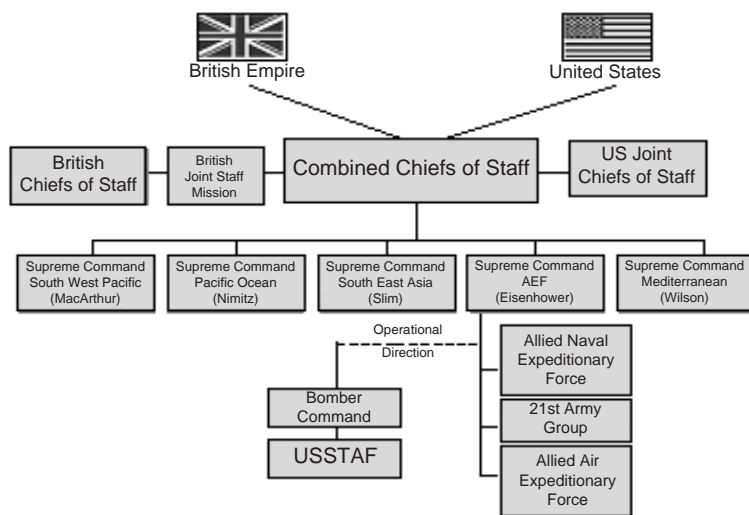 British Empire
United States
British
Chiefs of Staff
British
Joint Staff
Mission
Combined Chiefs of Staff
US Joint
Chiefs of Staff
Supreme Command
South West Pacific
(MacArthur)
Supreme Command
Pacific Ocean
(Nimitz)
Supreme Command
South East Asia
(Slim)
Supreme Command
AEF
(Eisenhower)
Supreme Command
Mediterranean
(Wilson)
Operational
Direction
Bomber
Command
USSTAF
Allied Naval
Expeditionary
Force
21st Army
Group
Allied Air
Expeditionary
Force